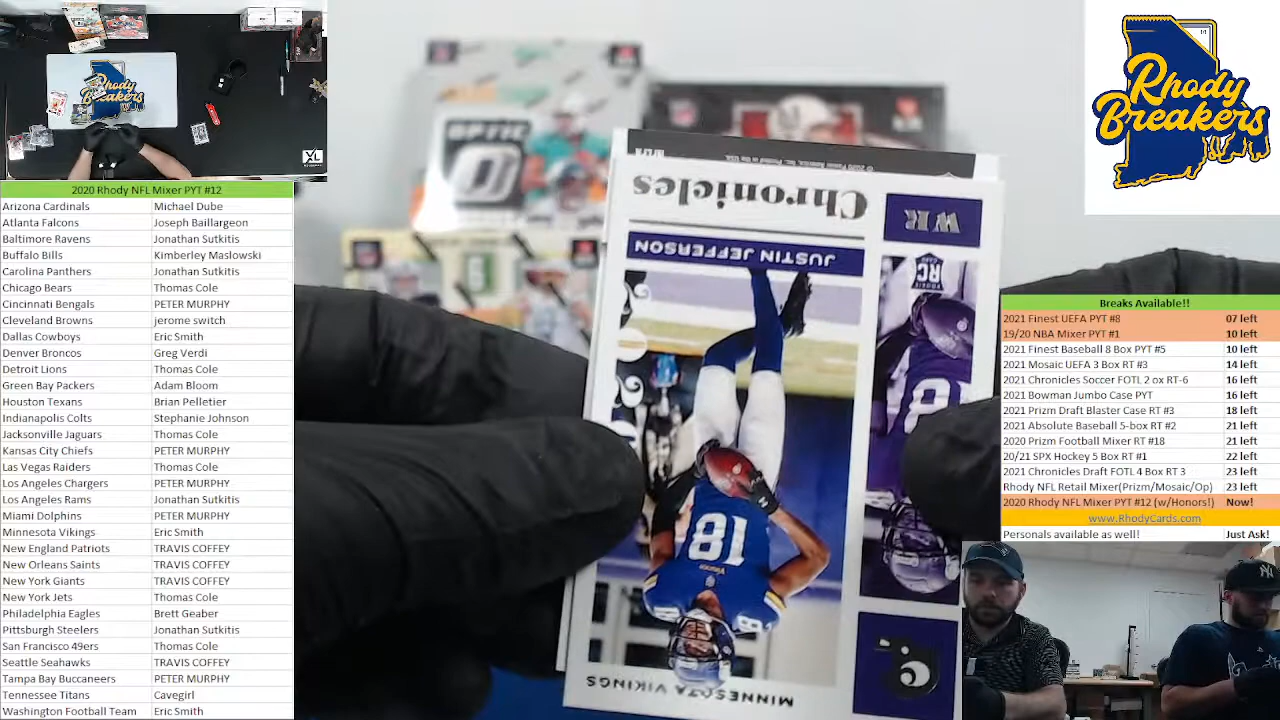 2020 Rhody NFL Mixer PYT #12
Arizona Cardinals Michael Dube
Atlanta Falcons Joseph Baillargeon
Baltimore Ravens Jonathan Sutkitis
Buffalo Bills Kimberley Maslowski
Carolina Panthers Jonathan Sutkitis
Chicago Bears Thomas Cole
Cincinnati Bengals PETER MURPHY
Cleveland Browns jerome switch
Dallas Cowboys Eric Smith
Denver Broncos Greg Verdi
Detroit Lions Thomas Cole
Green Bay Packers Adam Bloom
Houston Texans Brian Pelletier
Indianapolis Colts Stephanie Johnson
Jacksonville Jaguars Thomas Cole
Kansas City Chiefs PETER MURPHY
Las Vegas Raiders Thomas Cole
Los Angeles Chargers PETER MURPHY
Los Angeles Rams Jonathan Sutkitis
Miami Dolphins PETER MURPHY
Minnesota Vikings Eric Smith
New England Patriots TRAVIS COFFEY
New Orleans Saints TRAVIS COFFEY
New York Giants TRAVIS COFFEY
New York Jets Thomas Cole
Philadelphia Eagles Brett Geaber
Pittsburgh Steelers Jonathan Sutkitis
San Francisco 49ers Thomas Cole
Seattle Seahawks TRAVIS COFFEY
Tampa Bay Buccaneers PETER MURPHY
Tennessee Titans Cavegirl
Washington Football Team Eric Smith
Rhody
Breakers
XL
OPTIC
Chronicles
WR
JUSTIN JEFFERSON
RC
2020
18
18
MINNESOTA VIKINGS
Rhody
Breakers
Breaks Available!!
2021 Finest UEFA PYT #8 07 left
19/20 NBA Mixer PYT #1 10 left
2021 Finest Baseball 8 Box PYT #5 10 left
2021 Mosaic UEFA 3 Box RT #3 14 left
2021 Chronicles Soccer FOTL 2 ox RT-6 16 left
2021 Bowman Jumbo Case PYT 16 left
2021 Prizm Draft Blaster Case RT #3 18 left
2021 Absolute Baseball 5-box RT #2 21 left
2020 Prizm Football Mixer RT #18 21 left
20/21 SPX Hockey 5 Box RT #1 22 left
2021 Chronicles Draft FOTL 4 Box RT 3 23 left
Rhody NFL Retail Mixer(Prizm/Mosaic/Op) 23 left
2020 Rhody NFL Mixer PYT #12 (w/Honors!) Now!
www.RhodyCards.com
Personals available as well! Just Ask!